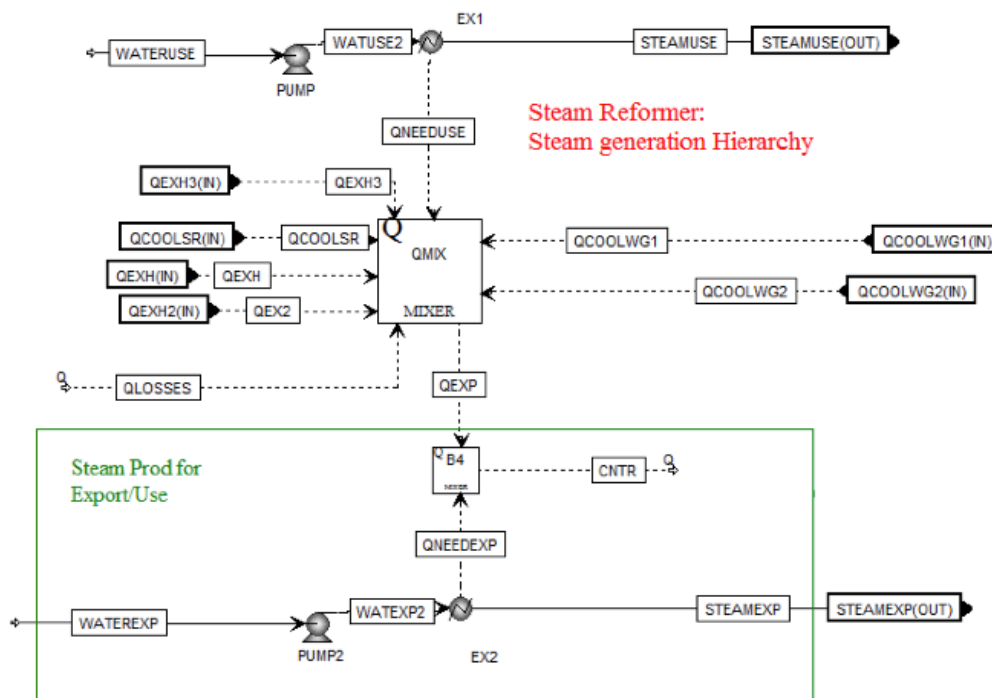 EX1
WATERUSE
WATUSE2
STEAMUSE
STEAMUSE(OUT)
PUMP
QNEEDUSE
Steam Reformer:
Steam generation Hierarchy
QEXH3(IN)
QEXH3
Q
QCOOLSR(IN)
QCOOLSR
QMIX
QCOOLWG1
QCOOLWG1(IN)
QEXH(IN)
QEXH
QEXH2(IN)
QEX2
MIXER
QCOOLWG2
QCOOLWG2(IN)
Q
QLOSSES
QEXP
Steam Prod for
Export/Use
Q
B4
MIXER
CNTR
Q
QNEEDEXP
WATEREXP
WATEXP2
STEAMEXP
STEAMEXP(OUT)
PUMP2
EX2